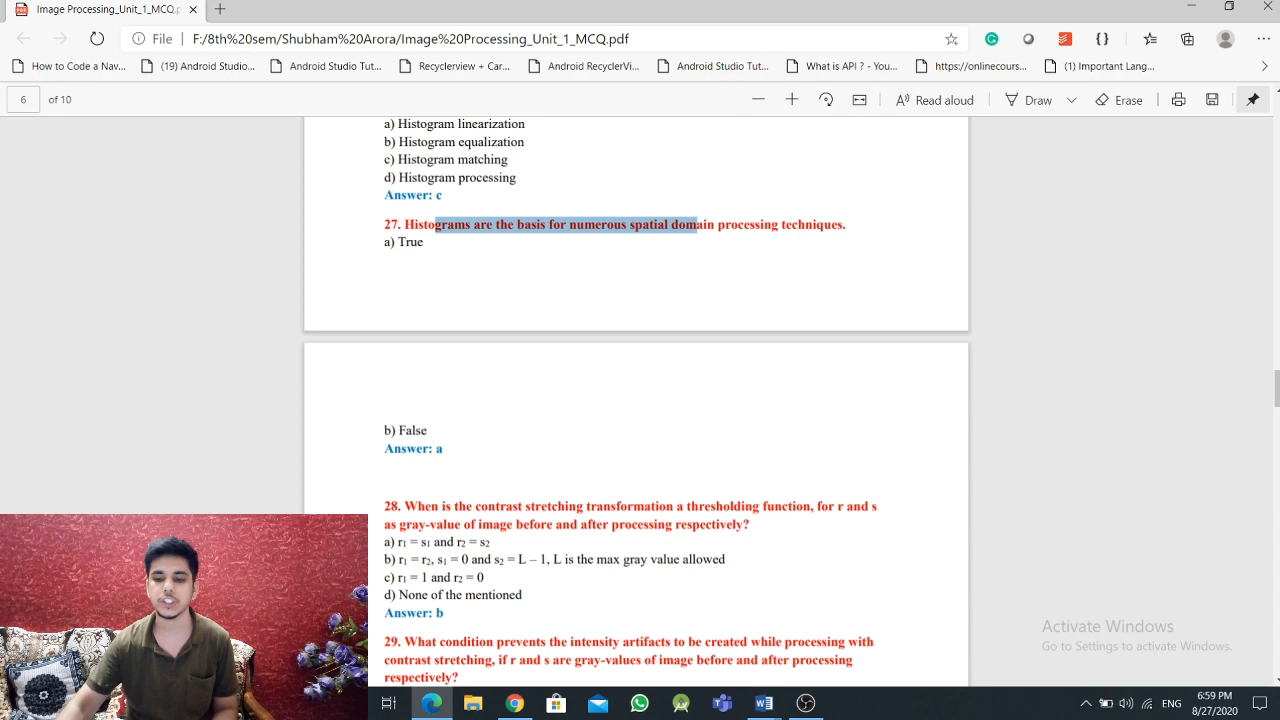 Image Processing_Unit_1_MCQ.p
File F:/8th%20sem/Shubham%20Arora/Image%20Processing_Unit_1_MCQ.pdf
How to Code a Nav... (19) Android Studio... Android Studio Tut... Recyclerview + Car... Android RecyclerVi... Android Studio Tut... What is API ? - You... https://onlinecours... (1) Important Lang...
6 of 10 Read aloud Draw Erase
a) Histogram linearization
b) Histogram equalization
c) Histogram matching
d) Histogram processing
Answer: c
27. Histograms are the basis for numerous spatial domain processing techniques.
a) True
b) False
Answer: a
28. When is the contrast stretching transformation a thresholding function, for r and s
as gray-value of image before and after processing respectively?
a) r1 = s1 and r2 = s2
b) r1 = r2, s1 = 0 and s2 = L – 1, L is the max gray value allowed
c) r1 = 1 and r2 = 0
d) None of the mentioned
Answer: b
29. What condition prevents the intensity artifacts to be created while processing with
contrast stretching, if r and s are gray-values of image before and after processing
respectively?
Activate Windows
Go to Settings to activate Windows.
ENG
6:59 PM
8/27/2020